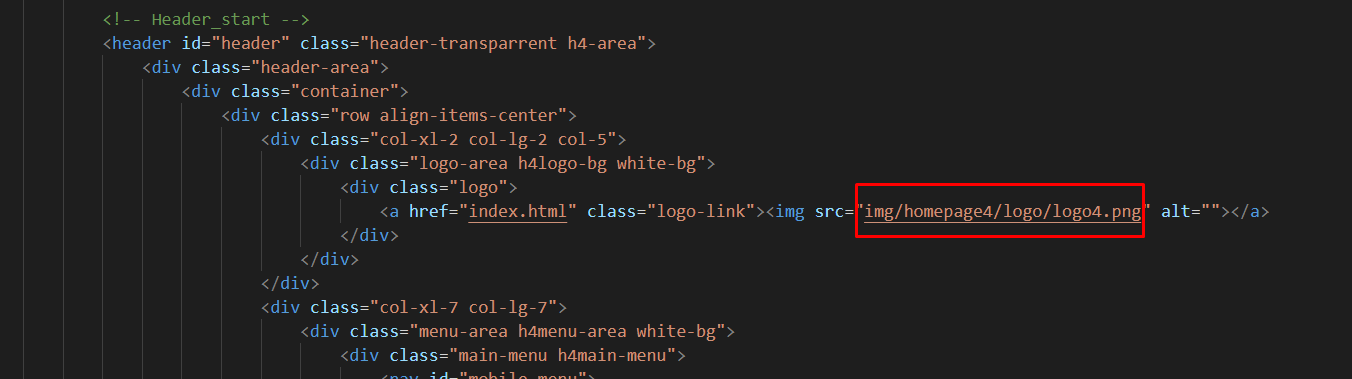 <!-- Header_start -->
<header id="header" class="header-transparrent h4-area">
<div class="header-area">
<div class="container">
<div class="row align-items-center">
<div class="col-xl-2 col-lg-2 col-5">
<div class="logo-area h4logo-bg white-bg">
<div class="logo">
<a href="index.html" class="logo-link"><img src="img/homepage4/logo/logo4.png" alt=""></a>
</div>
</div>
</div>
<div class="col-xl-7 col-lg-7">
<div class="menu-area h4menu-area white-bg">
<div class="main-menu h4main-menu">
<nav id="mobile-menu">